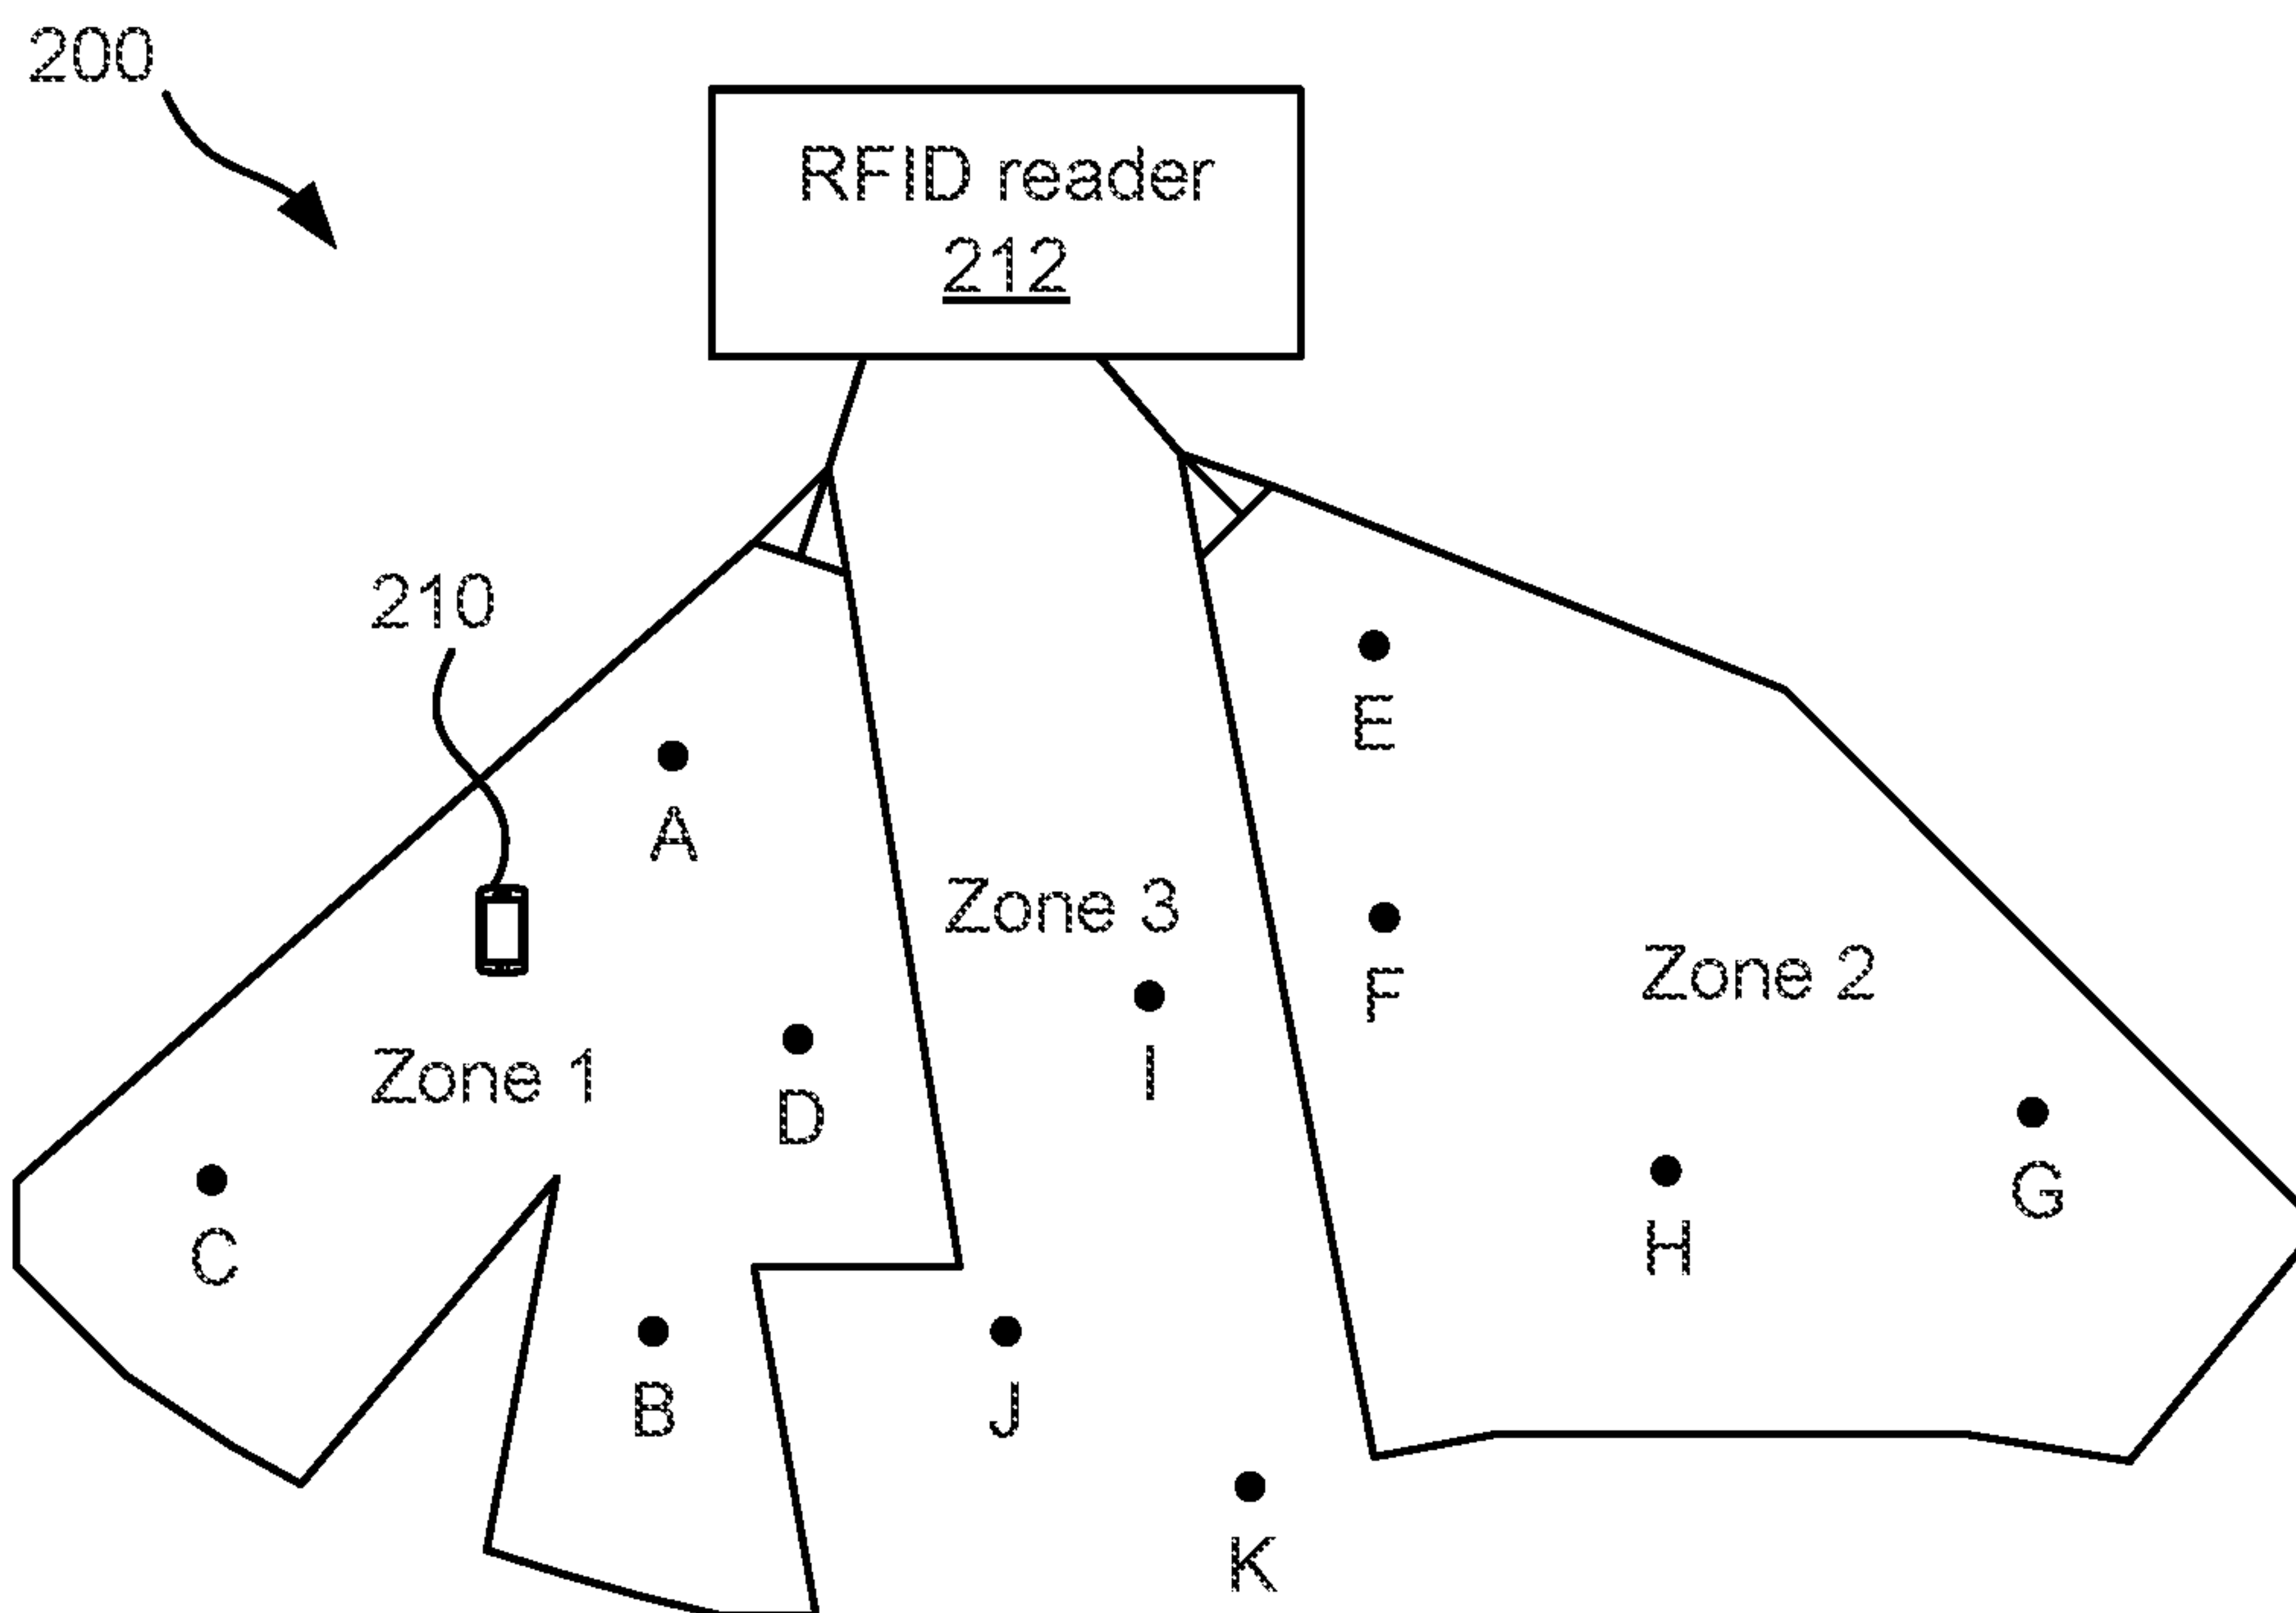 200
RFID reader
212
210
E
A
Zone 3
F
Zone 2
I
Zone 1
D
G
C
H
B
J
K